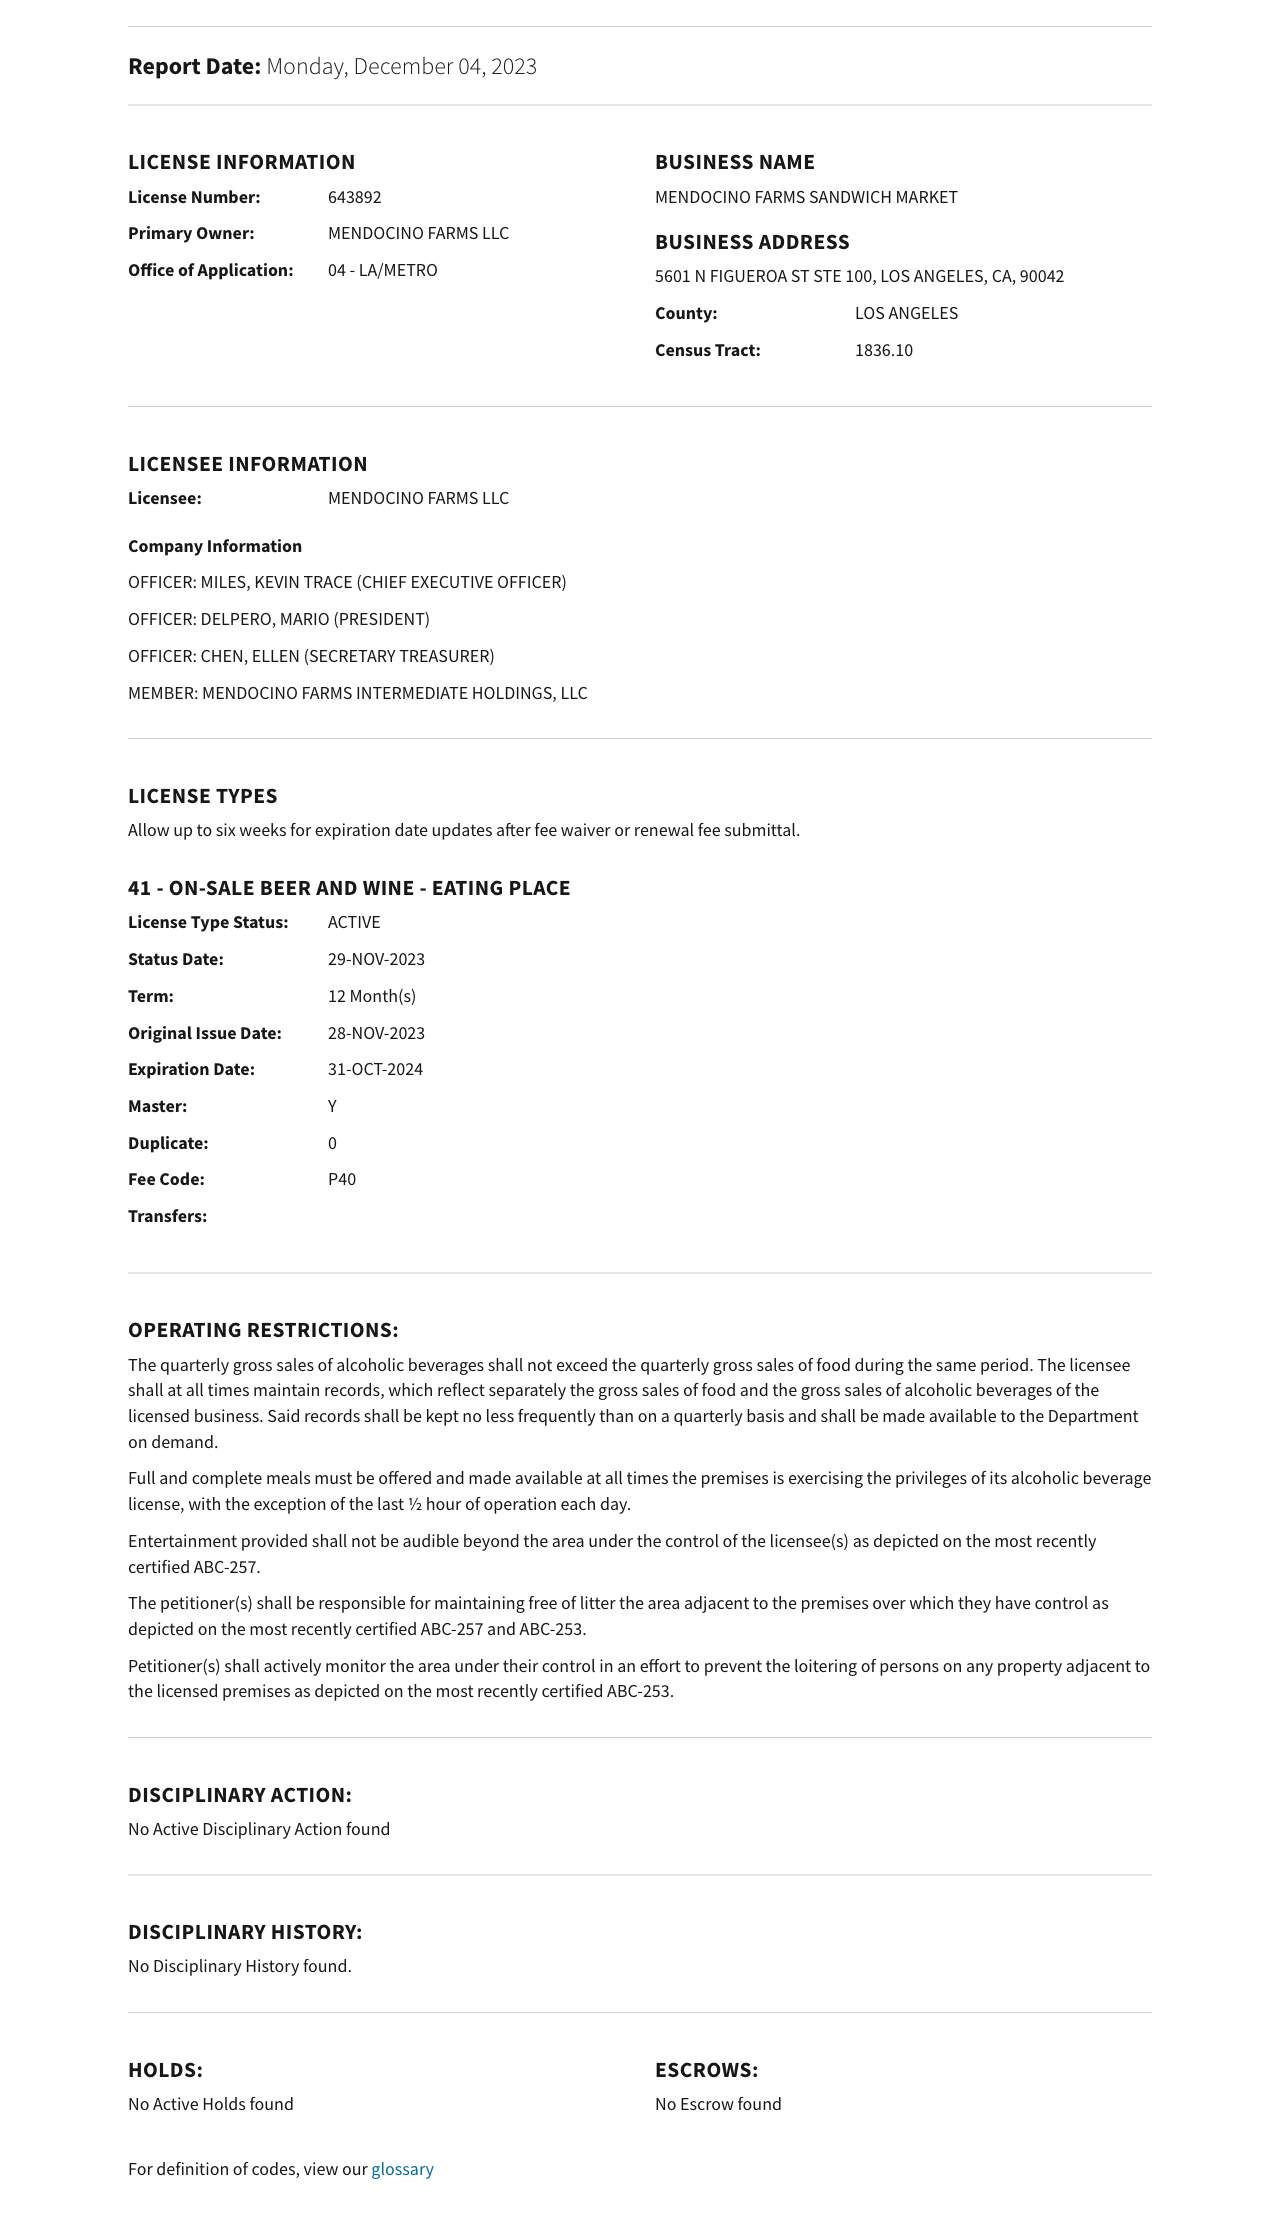 Report Date: Monday, December 04, 2023
LICENSE INFORMATION
License Number: 643892
Primary Owner: MENDOCINO FARMS LLC
Office of Application: 04 - LA/METRO
BUSINESS NAME
MENDOCINO FARMS SANDWICH MARKET
BUSINESS ADDRESS
5601 N FIGUEROA ST STE 100, LOS ANGELES, CA, 90042
County: LOS ANGELES
Census Tract: 1836.10
LICENSEE INFORMATION
Licensee: MENDOCINO FARMS LLC
Company Information
OFFICER: MILES, KEVIN TRACE (CHIEF EXECUTIVE OFFICER)
OFFICER: DELPERO, MARIO (PRESIDENT)
OFFICER: CHEN, ELLEN (SECRETARY TREASURER)
MEMBER: MENDOCINO FARMS INTERMEDIATE HOLDINGS, LLC
LICENSE TYPES
Allow up to six weeks for expiration date updates after fee waiver or renewal fee submittal.
41 - ON-SALE BEER AND WINE - EATING PLACE
License Type Status: ACTIVE
Status Date: 29-NOV-2023
Term: 12 Month(s)
Original Issue Date: 28-NOV-2023
Expiration Date: 31-OCT-2024
Master: Y
Duplicate: 0
Fee Code: P40
Transfers:
OPERATING RESTRICTIONS:
The quarterly gross sales of alcoholic beverages shall not exceed the quarterly gross sales of food during the same period. The licensee
shall at all times maintain records, which reflect separately the gross sales of food and the gross sales of alcoholic beverages of the
licensed business. Said records shall be kept no less frequently than on a quarterly basis and shall be made available to the Department
on demand.
Full and complete meals must be offered and made available at all times the premises is exercising the privileges of its alcoholic beverage
license, with the exception of the last ½ hour of operation each day.
Entertainment provided shall not be audible beyond the area under the control of the licensee(s) as depicted on the most recently
certified ABC-257.
The petitioner(s) shall be responsible for maintaining free of litter the area adjacent to the premises over which they have control as
depicted on the most recently certified ABC-257 and ABC-253.
Petitioner(s) shall actively monitor the area under their control in an effort to prevent the loitering of persons on any property adjacent to
the licensed premises as depicted on the most recently certified ABC-253.
DISCIPLINARY ACTION:
No Active Disciplinary Action found
DISCIPLINARY HISTORY:
No Disciplinary History found.
HOLDS:
No Active Holds found
ESCROWS:
No Escrow found
For definition of codes, view our glossary